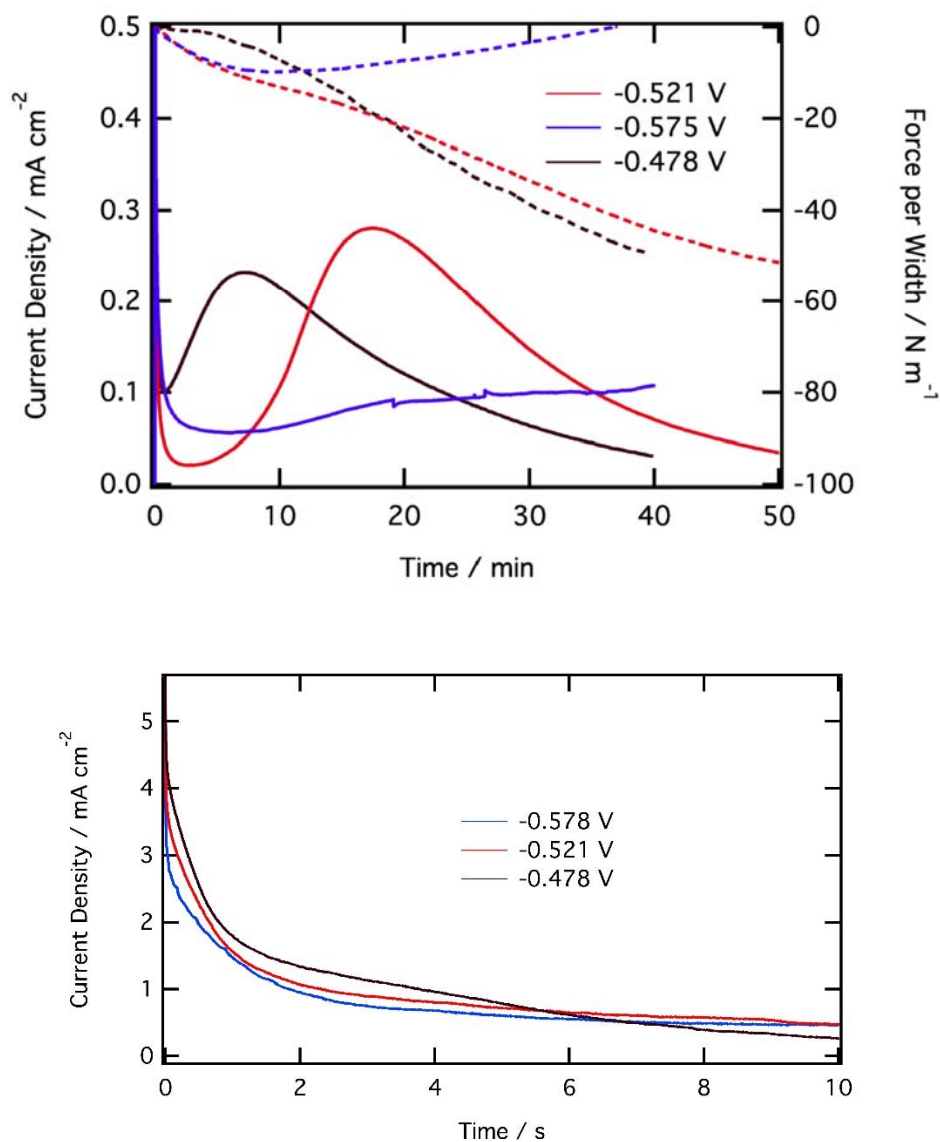 0.5
0.4
0.3
0.2
0.1
0.0
Current Density / mA cm-2
0
-20
-40
-60
-80
-100
Force per Width / N m-1
-0.521 V
-0.575 V
-0.478 V
0 10 20 30 40 50
Time / min
5
4
3
2
1
0
Current Density / mA cm-2
-0.578 V
-0.521 V
-0.478 V
0 2 4 6 8 10
Time / s